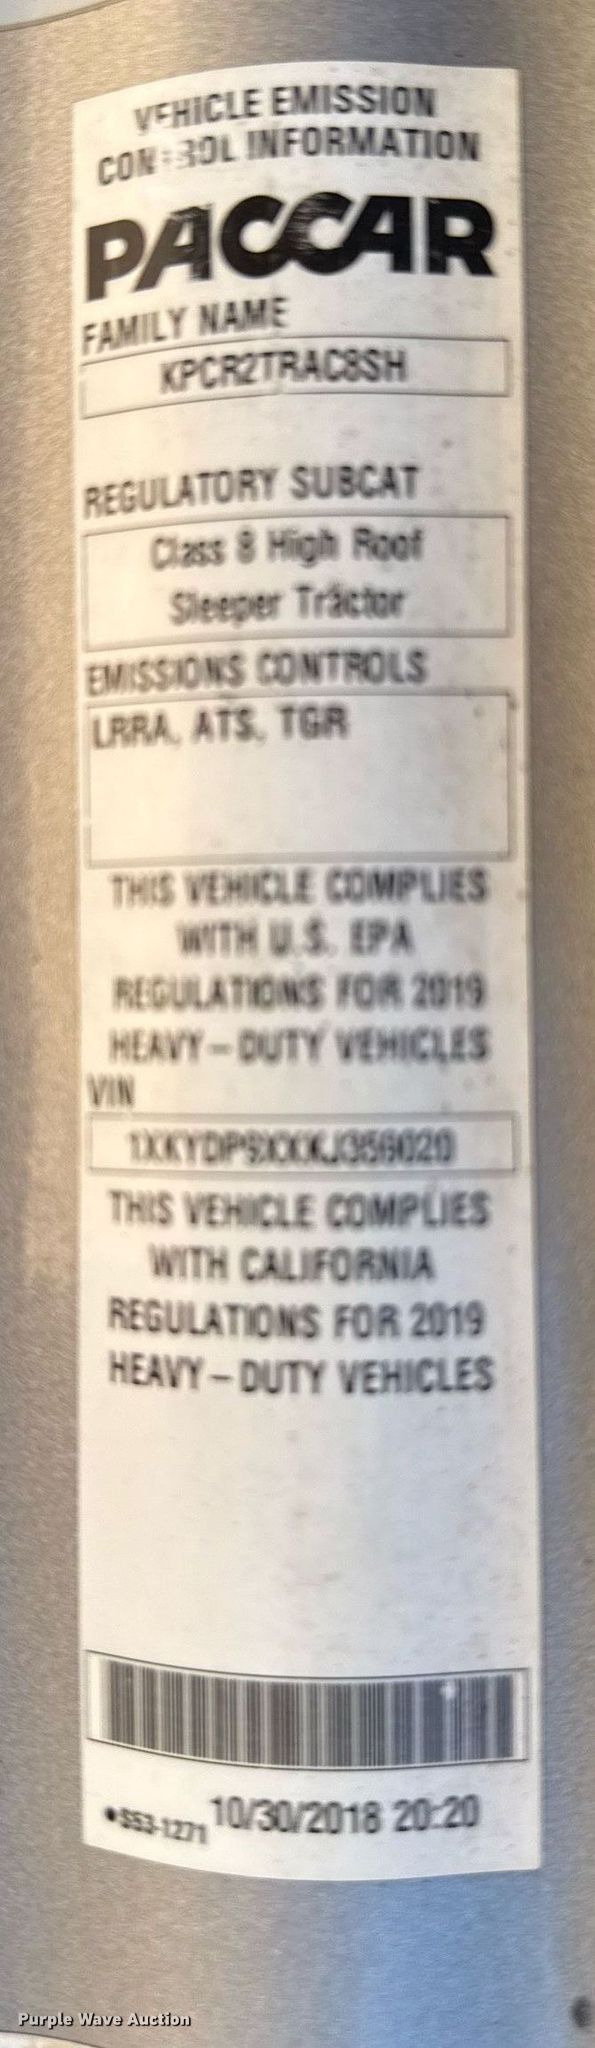 VEHICLE EMISSION
CONTROL INFORMATION
PACCAR
FAMILY NAME
KPCR2TRAC8SH
REGULATORY SUBCAT
Class 8 High Roof
Sleeper Tractor
EMISSIONS CONTROLS
LRRA, ATS, TGR
THIS VEHICLE COMPLIES
WITH U.S. EPA
REGULATIONS FOR 2019
HEAVY-DUTY VEHICLES
VIN
1XKYDP9XXKJ359020
THIS VEHICLE COMPLIES
WITH CALIFORNIA
REGULATIONS FOR 2019
HEAVY-DUTY VEHICLES
•S53-1271 10/30/2018 20:20
Purple Wave Auction